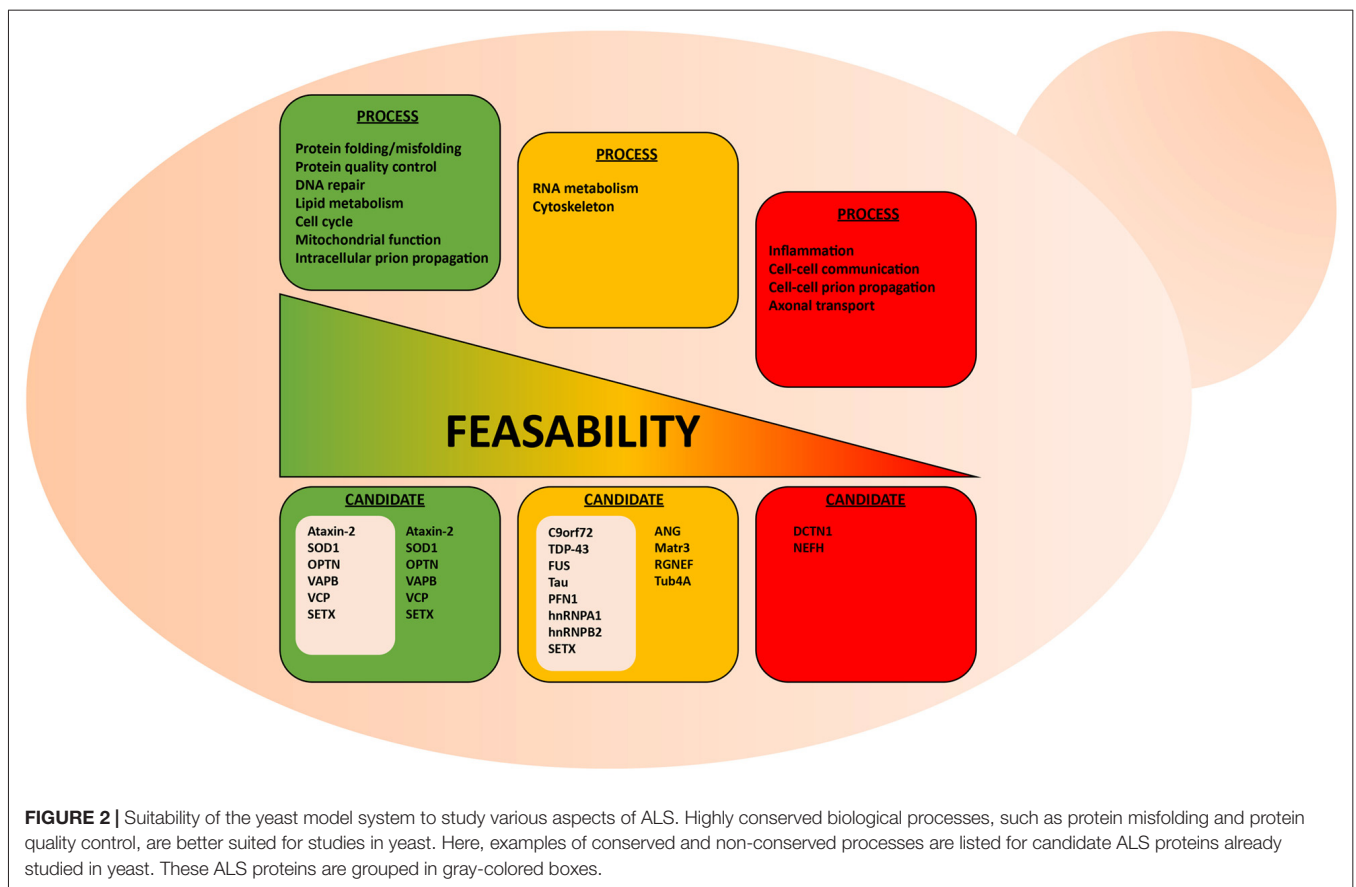 PROCESS
Protein folding/misfolding
Protein quality control
DNA repair
Lipid metabolism
Cell cycle
Mitochondrial function
Intracellular prion propagation
PROCESS
RNA metabolism
Cytoskeleton
PROCESS
Inflammation
Cell-cell communication
Cell-cell prion propagation
Axonal transport
FEASABILITY
CANDIDATE
Ataxin-2
SOD1
OPTN
VAPB
VCP
SETX
Ataxin-2
SOD1
OPTN
VAPB
VCP
SETX
CANDIDATE
C9orf72
TDP-43
FUS
Tau
PFN1
hnRNPA1
hnRNPB2
SETX
ANG
Matr3
RGNEF
Tub4A
CANDIDATE
DCTN1
NEFH
FIGURE 2 | Suitability of the yeast model system to study various aspects of ALS. Highly conserved biological processes, such as protein misfolding and protein
quality control, are better suited for studies in yeast. Here, examples of conserved and non-conserved processes are listed for candidate ALS proteins already
studied in yeast. These ALS proteins are grouped in gray-colored boxes.